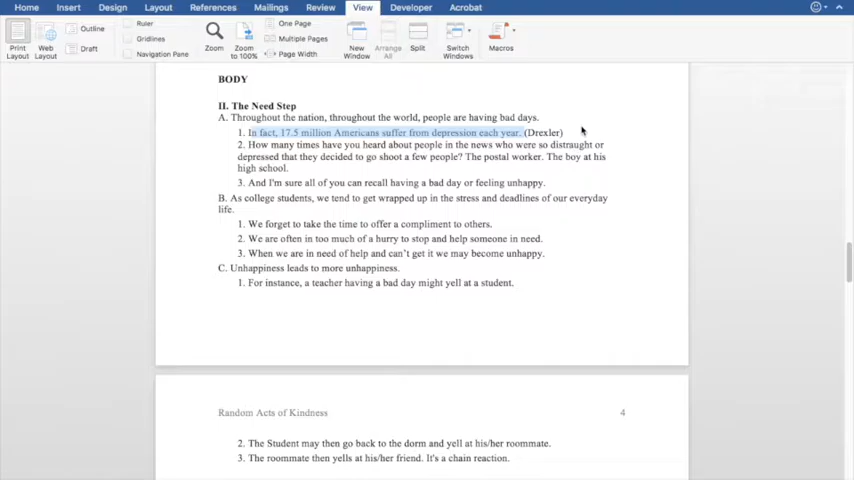 Home Insert Design Layout References Mailings Review View Developer Acrobat
Print Layout
Web Layout
Outline
Draft
Ruler
Gridlines
Navigation Pane
Zoom
Zoom to 100%
One Page
Multiple Pages
Page Width
New Window
Arrange All
Split
Switch Windows
Macros
BODY
II. The Need Step
A. Throughout the nation, throughout the world, people are having bad days.
1. In fact, 17.5 million Americans suffer from depression each year. (Drexler)
2. How many times have you heard about people in the news who were so distraught or
depressed that they decided to go shoot a few people? The postal worker. The boy at his
high school.
3. And I'm sure all of you can recall having a bad day or feeling unhappy.
B. As college students, we tend to get wrapped up in the stress and deadlines of our everyday
life.
1. We forget to take the time to offer a compliment to others.
2. We are often in too much of a hurry to stop and help someone in need.
3. When we are in need of help and can't get it we may become unhappy.
C. Unhappiness leads to more unhappiness.
1. For instance, a teacher having a bad day might yell at a student.
Random Acts of Kindness 4
2. The Student may then go back to the dorm and yell at his/her roommate.
3. The roommate then yells at his/her friend. It's a chain reaction.